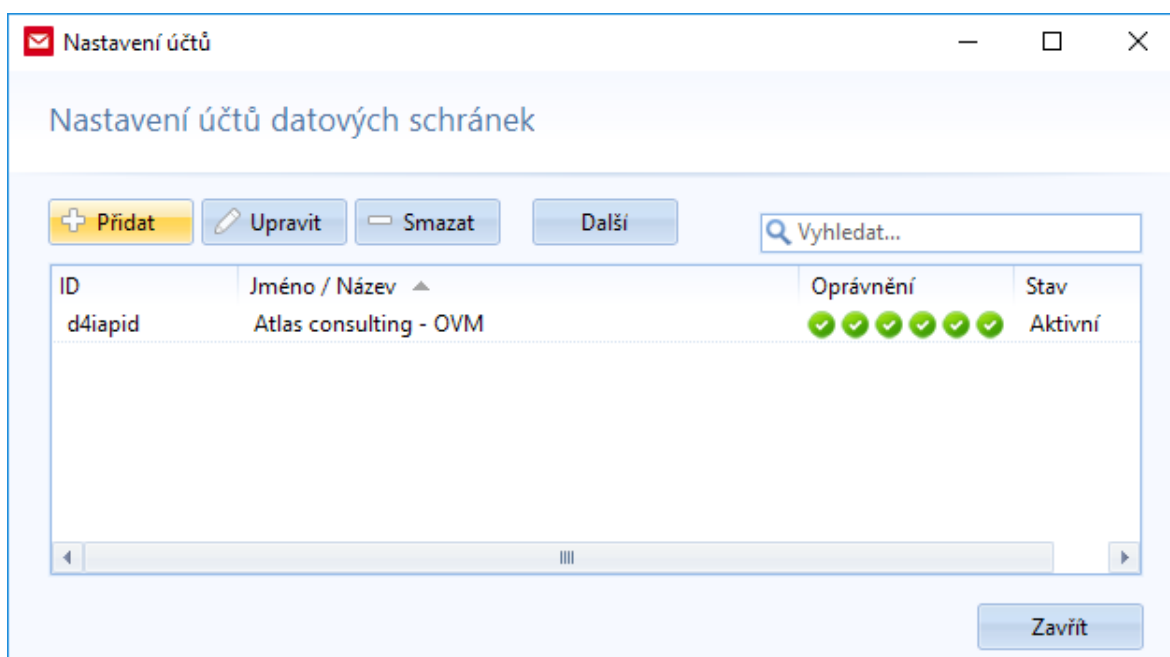 Nastavení účtů
Nastavení účtů datových schránek
Přidat Upravit Smazat Další Vyhledat...
ID Jméno / Název Oprávnění Stav
d4iapid Atlas consulting - OVM Aktivní
Zavřít